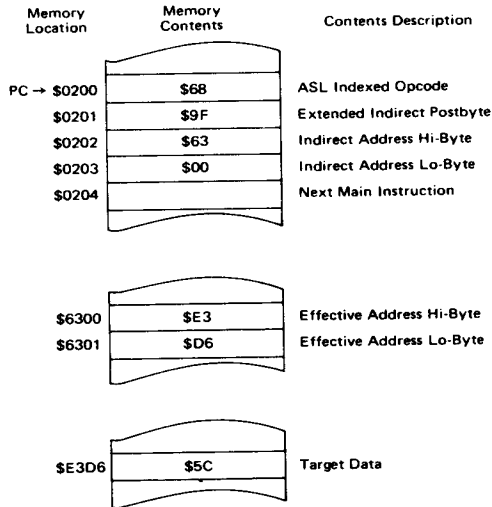 Memory Location Memory Contents Contents Description
PC → $0200 $68 ASL Indexed Opcode
$0201 $9F Extended Indirect Postbyte
$0202 $63 Indirect Address Hi-Byte
$0203 $00 Indirect Address Lo-Byte
$0204 Next Main Instruction
$6300 $E3 Effective Address Hi-Byte
$6301 $D6 Effective Address Lo-Byte
$E3D6 $5C Target Data